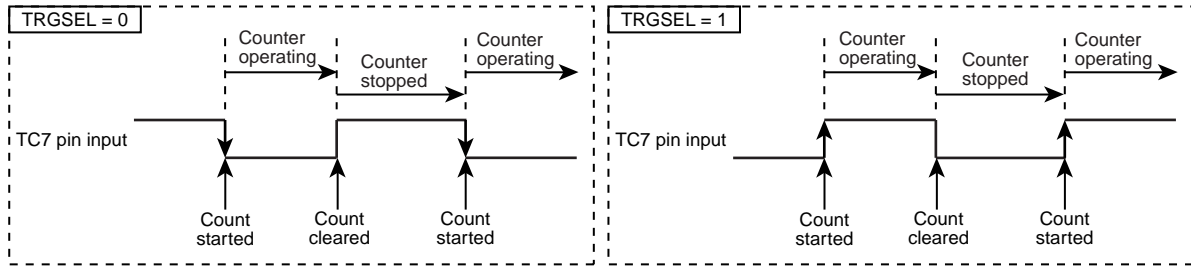 TRGSEL = 0
Counter
operating
Counter
stopped
Counter
operating
TC7 pin input
Count
started
Count
cleared
Count
started
TRGSEL = 1
Counter
operating
Counter
stopped
Counter
operating
TC7 pin input
Count
started
Count
cleared
Count
started